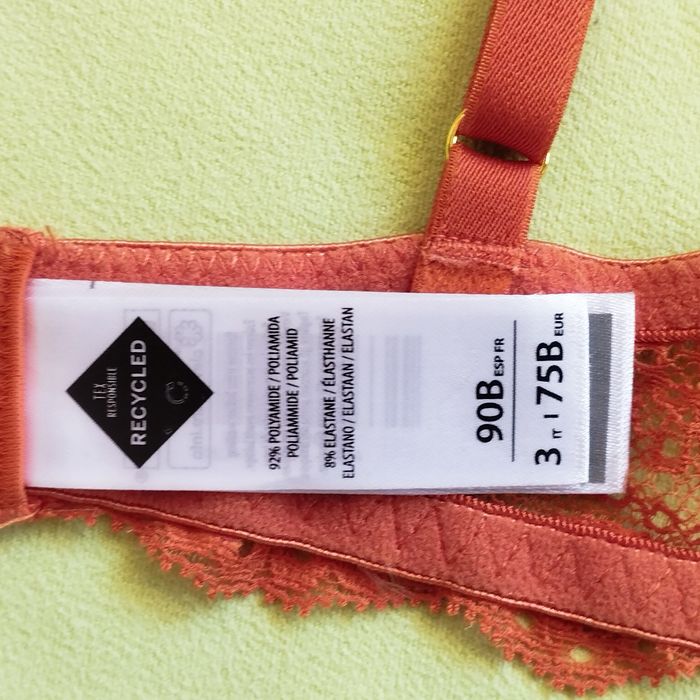 TEX
RESPONSIBLE
RECYCLED
92% POLYAMIDE / POLIAMIDA
POLIAMMIDE / POLIAMID
8% ELASTANE / ÉLASTHANNE
ELASTANO / ELASTAAN / ELASTAN
90B ESP FR
3 IT I 75B EUR